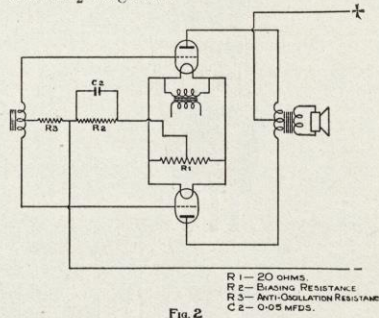 C2
R3
R2
R1
R 1 — 20 OHMS.
R 2 — BIASING RESISTANCE
R 3 — ANTI-OSCILLATION RESISTANCE
C 2 — 0·05 MFDS.
FIG. 2